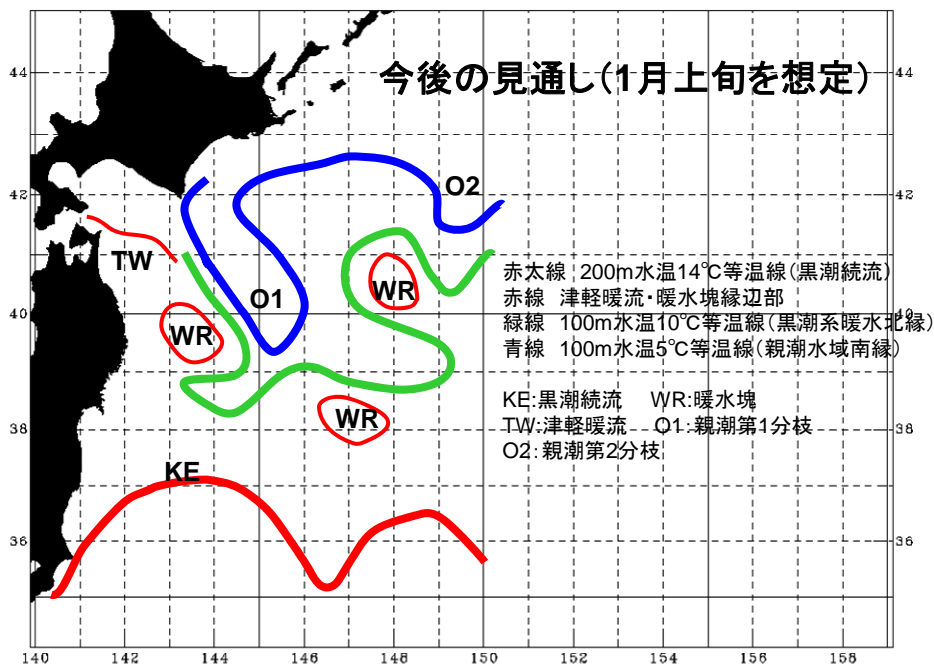 今後の見通し(1月上旬を想定)
44
44
42
42
O2
TW
O1
WR
WR
40
40
赤太線 200m水温14℃等温線(黒潮続流)
赤線 津軽暖流・暖水塊縁辺部
緑線 100m水温10℃等温線(黒潮系暖水北縁)
青線 100m水温5℃等温線(親潮水域南縁)
KE:黒潮続流 WR:暖水塊
TW:津軽暖流 O1:親潮第1分枝
O2:親潮第2分枝
WR
38
38
KE
36
36
140 142 144 146 148 150 152 154 156 158